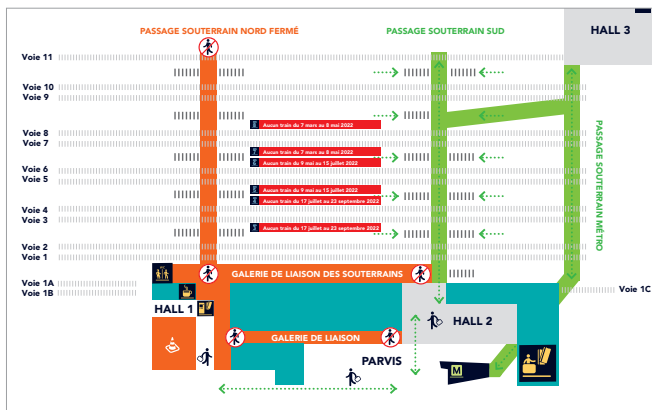 PASSAGE SOUTERRAIN NORD FERMÉ
PASSAGE SOUTERRAIN SUD
HALL 3
Voie 11
Voie 10
Voie 9
Aucun train du 7 mars au 8 mai 2022
Voie 8
Voie 7
Aucun train du 7 mars au 8 mai 2022
Aucun train du 9 mai au 15 juillet 2022
Voie 6
Voie 5
Aucun train du 9 mai au 15 juillet 2022
Aucun train du 17 juillet au 23 septembre 2022
Voie 4
Voie 3
Aucun train du 17 juillet au 23 septembre 2022
Voie 2
Voie 1
PASSAGE SOUTERRAIN MÉTRO
GALERIE DE LIAISON DES SOUTERRAINS
Voie 1A
Voie 1B
Voie 1C
HALL 1
HALL 2
GALERIE DE LIAISON
PARVIS
M